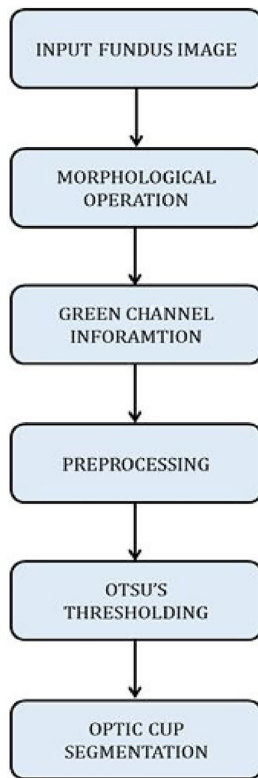 INPUT FUNDUS IMAGE
MORPHOLOGICAL
OPERATION
GREEN CHANNEL
INFORAMTION
PREPROCESSING
OTSU'S
THRESHOLDING
OPTIC CUP
SEGMENTATION